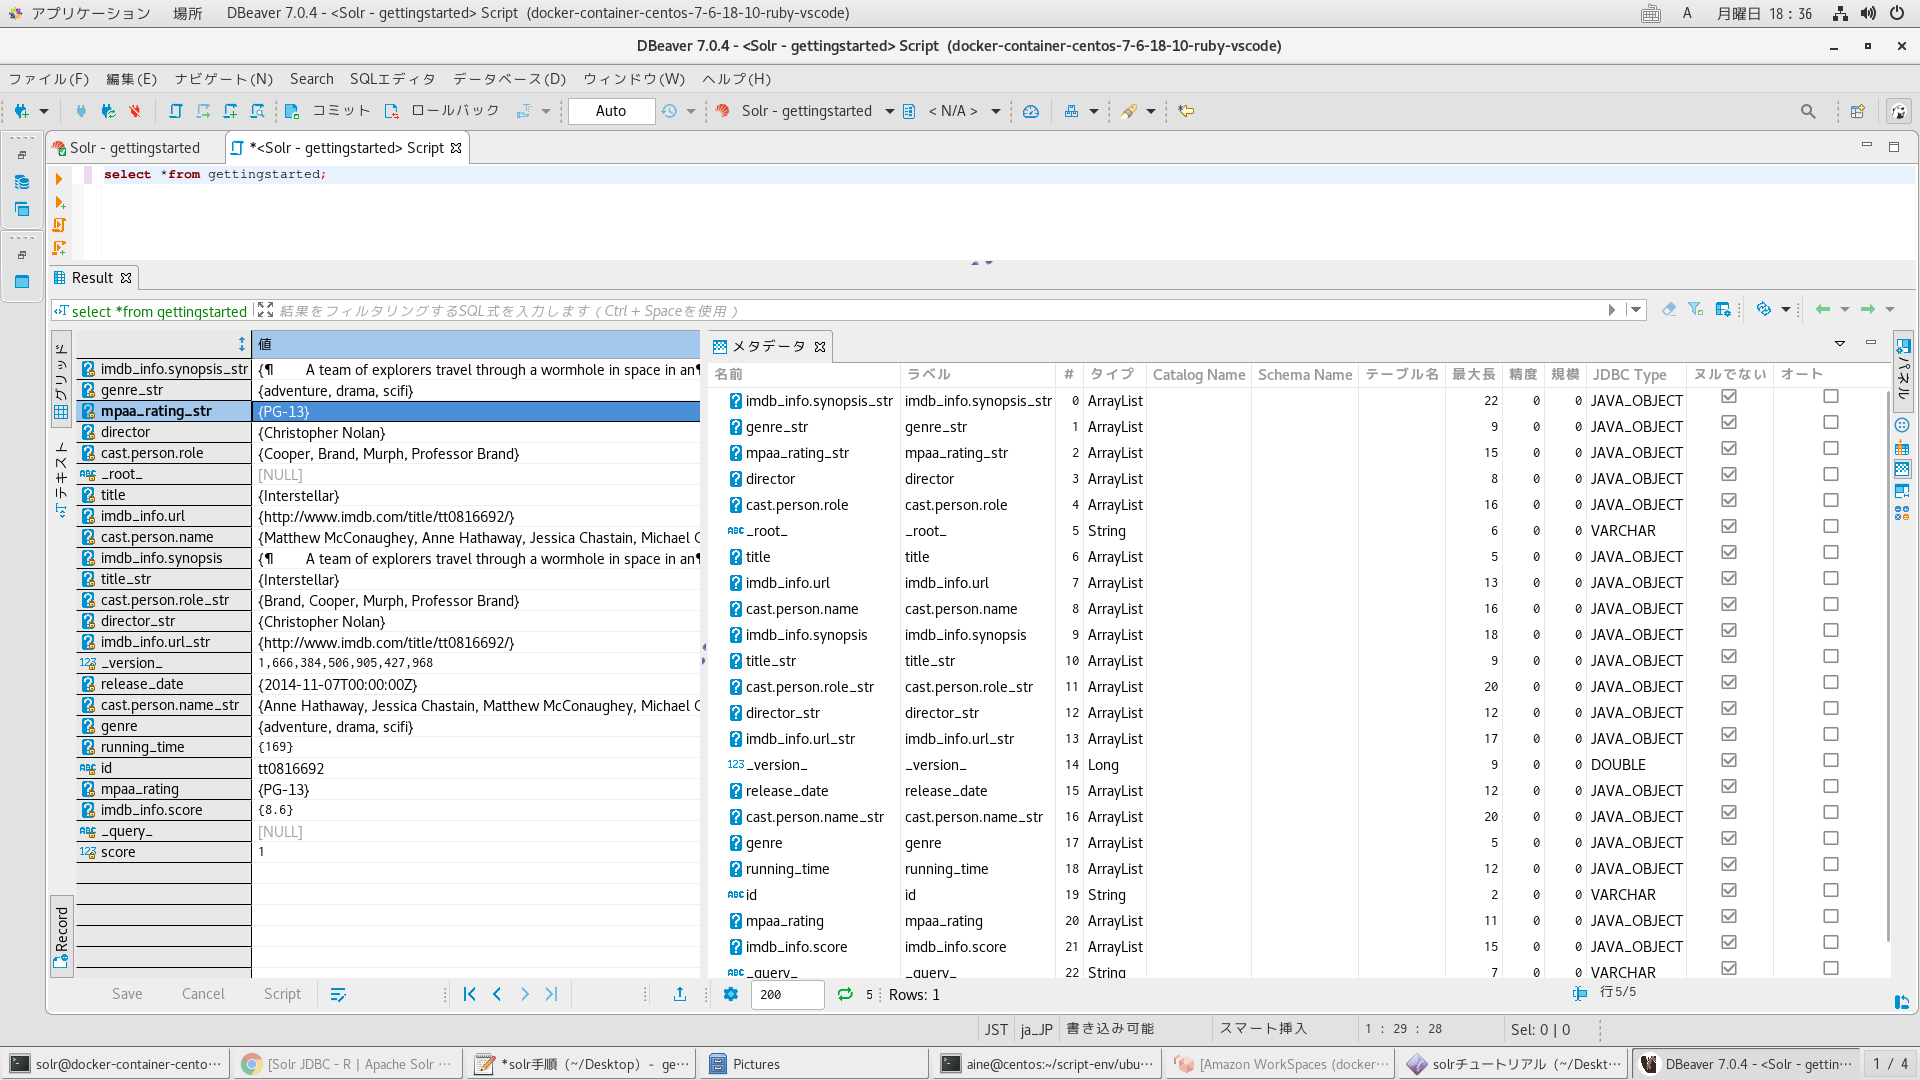 アプリケーション 場所 DBeaver 7.0.4 - <Solr - gettingstarted> Script (docker-container-centos-7-6-18-10-ruby-vscode) A 月曜日 18:36
DBeaver 7.0.4 - <Solr - gettingstarted> Script (docker-container-centos-7-6-18-10-ruby-vscode)
ファイル(F) 編集(E) ナビゲート(N) Search SQLエディタ データベース(D) ウィンドウ(W) ヘルプ(H)
コミット ロールバック Auto Solr - gettingstarted < N/A >
Solr - gettingstarted *<Solr - gettingstarted> Script
select *from gettingstarted;
Result
select *from gettingstarted 結果をフィルタリングするSQL式を入力します ( Ctrl + Spaceを使用 )
グリッド
テキスト
Record
値
imdb_info.synopsis_str {¶ A team of explorers travel through a wormhole in space in an¶
genre_str {adventure, drama, scifi}
mpaa_rating_str {PG-13}
director {Christopher Nolan}
cast.person.role {Cooper, Brand, Murph, Professor Brand}
_root_ [NULL]
title {Interstellar}
imdb_info.url {http://www.imdb.com/title/tt0816692/}
cast.person.name {Matthew McConaughey, Anne Hathaway, Jessica Chastain, Michael C
imdb_info.synopsis {¶ A team of explorers travel through a wormhole in space in an¶
title_str {Interstellar}
cast.person.role_str {Brand, Cooper, Murph, Professor Brand}
director_str {Christopher Nolan}
imdb_info.url_str {http://www.imdb.com/title/tt0816692/}
_version_ 1,666,384,506,905,427,968
release_date {2014-11-07T00:00:00Z}
cast.person.name_str {Anne Hathaway, Jessica Chastain, Matthew McConaughey, Michael C
genre {adventure, drama, scifi}
running_time {169}
id tt0816692
mpaa_rating {PG-13}
imdb_info.score {8.6}
_query_ [NULL]
score 1
メタデータ
名前 ラベル # タイプ Catalog Name Schema Name テーブル名 最大長 精度 規模 JDBC Type ヌルでない オート
imdb_info.synopsis_str imdb_info.synopsis_str 0 ArrayList 22 0 0 JAVA_OBJECT
genre_str genre_str 1 ArrayList 9 0 0 JAVA_OBJECT
mpaa_rating_str mpaa_rating_str 2 ArrayList 15 0 0 JAVA_OBJECT
director director 3 ArrayList 8 0 0 JAVA_OBJECT
cast.person.role cast.person.role 4 ArrayList 16 0 0 JAVA_OBJECT
_root_ _root_ 5 String 6 0 0 VARCHAR
title title 6 ArrayList 5 0 0 JAVA_OBJECT
imdb_info.url imdb_info.url 7 ArrayList 13 0 0 JAVA_OBJECT
cast.person.name cast.person.name 8 ArrayList 16 0 0 JAVA_OBJECT
imdb_info.synopsis imdb_info.synopsis 9 ArrayList 18 0 0 JAVA_OBJECT
title_str title_str 10 ArrayList 9 0 0 JAVA_OBJECT
cast.person.role_str cast.person.role_str 11 ArrayList 20 0 0 JAVA_OBJECT
director_str director_str 12 ArrayList 12 0 0 JAVA_OBJECT
imdb_info.url_str imdb_info.url_str 13 ArrayList 17 0 0 JAVA_OBJECT
_version_ _version_ 14 Long 9 0 0 DOUBLE
release_date release_date 15 ArrayList 12 0 0 JAVA_OBJECT
cast.person.name_str cast.person.name_str 16 ArrayList 20 0 0 JAVA_OBJECT
genre genre 17 ArrayList 5 0 0 JAVA_OBJECT
running_time running_time 18 ArrayList 12 0 0 JAVA_OBJECT
id id 19 String 2 0 0 VARCHAR
mpaa_rating mpaa_rating 20 ArrayList 11 0 0 JAVA_OBJECT
imdb_info.score imdb_info.score 21 ArrayList 15 0 0 JAVA_OBJECT
_query_ _query_ 22 String 7 0 0 VARCHAR
パネル
Save Cancel Script 200 5 Rows: 1 行5/5
JST ja_JP 書き込み可能 スマート挿入 1 : 29 : 28 Sel: 0 | 0
solr@docker-container-cento… [Solr JDBC - R | Apache Solr … *solr手順 (~/Desktop) - ge… Pictures aine@centos:~/script-env/ubu… [Amazon WorkSpaces (docker-… solrチュートリアル (~/Deskt… DBeaver 7.0.4 - <Solr - gettin… 1 / 4